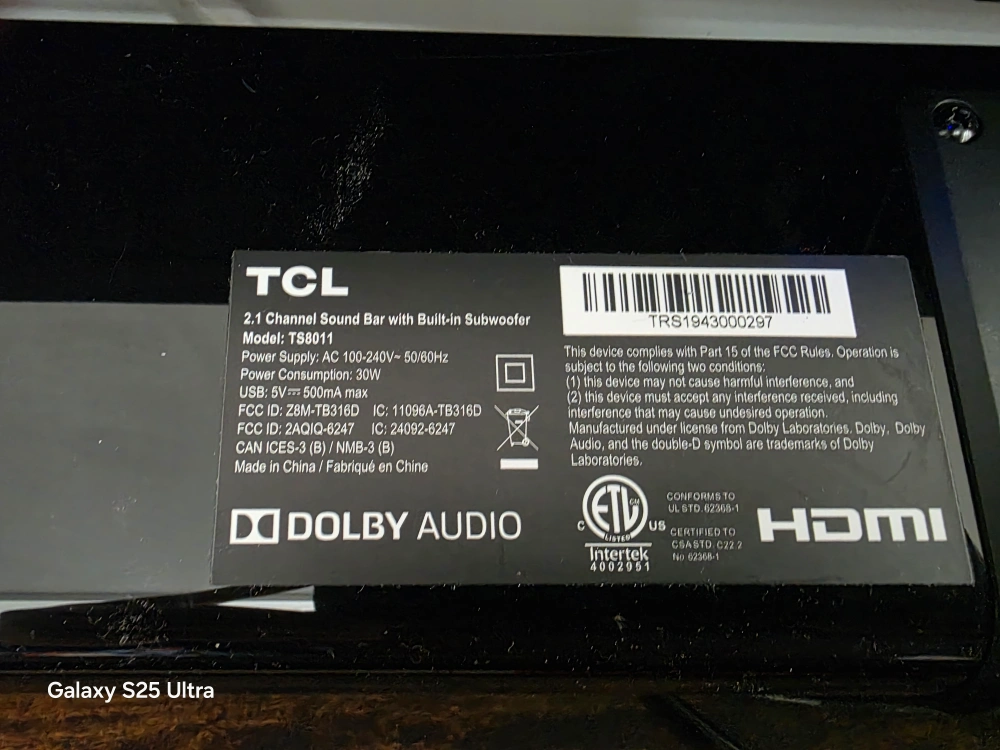 TCL
2.1 Channel Sound Bar with Built-in Subwoofer
Model: TS8011
Power Supply: AC 100-240V~ 50/60Hz
Power Consumption: 30W
USB: 5V⎓ 500mA max
FCC ID: Z8M-TB316D IC: 11096A-TB316D
FCC ID: 2AQIQ-6247 IC: 24092-6247
CAN ICES-3 (B) / NMB-3 (B)
Made in China / Fabriqué en Chine
DOLBY AUDIO
TRS1943000297
This device complies with Part 15 of the FCC Rules. Operation is
subject to the following two conditions:
(1) this device may not cause harmful interference, and
(2) this device must accept any interference received, including
interference that may cause undesired operation.
Manufactured under license from Dolby Laboratories. Dolby, Dolby
Audio, and the double-D symbol are trademarks of Dolby
Laboratories.
C ETL CM US
LISTED
Intertek
4002951
CONFORMS TO
UL STD. 62368-1
CERTIFIED TO
CSA STD. C22.2
No. 62368-1
HDMI
Galaxy S25 Ultra